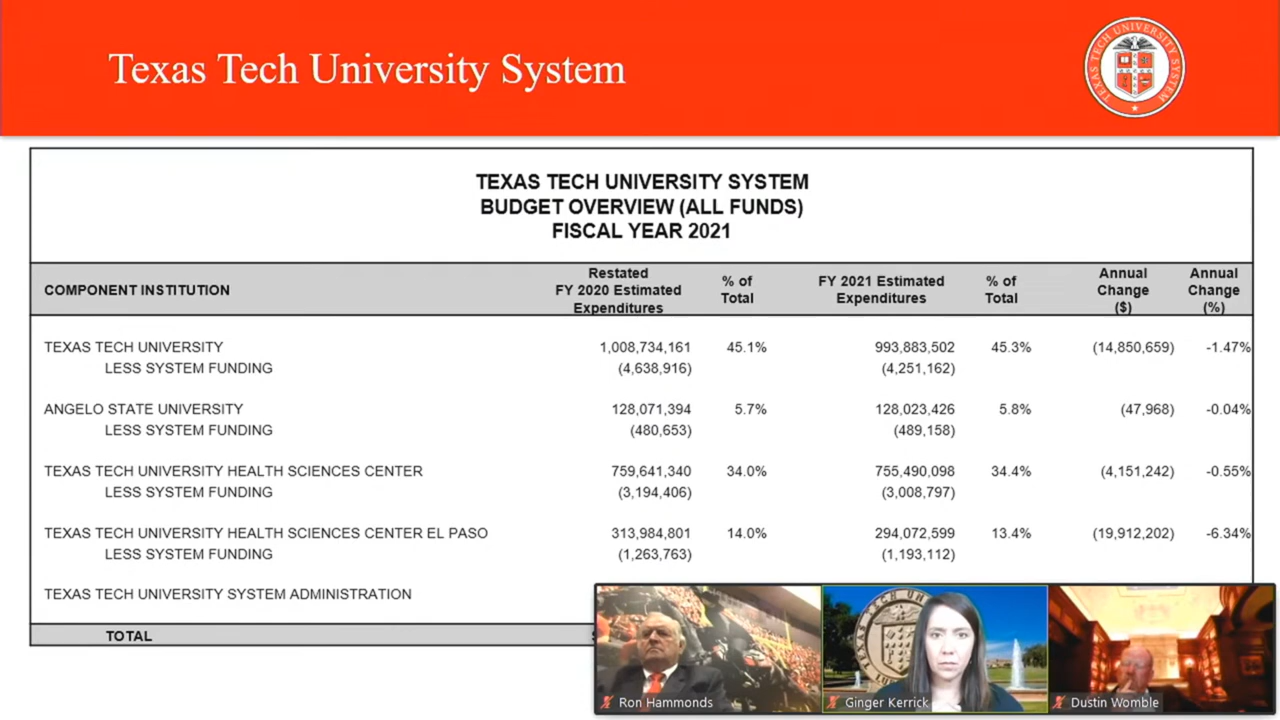 Texas Tech University System
TEXAS TECH UNIVERSITY SYSTEM
TEXAS TECH UNIVERSITY SYSTEM
BUDGET OVERVIEW (ALL FUNDS)
FISCAL YEAR 2021
COMPONENT INSTITUTION Restated FY 2020 Estimated Expenditures % of Total FY 2021 Estimated Expenditures % of Total Annual Change ($) Annual Change (%)
TEXAS TECH UNIVERSITY 1,008,734,161 45.1% 993,883,502 45.3% (14,850,659) -1.47%
LESS SYSTEM FUNDING (4,638,916) (4,251,162)
ANGELO STATE UNIVERSITY 128,071,394 5.7% 128,023,426 5.8% (47,968) -0.04%
LESS SYSTEM FUNDING (480,653) (489,158)
TEXAS TECH UNIVERSITY HEALTH SCIENCES CENTER 759,641,340 34.0% 755,490,098 34.4% (4,151,242) -0.55%
LESS SYSTEM FUNDING (3,194,406) (3,008,797)
TEXAS TECH UNIVERSITY HEALTH SCIENCES CENTER EL PASO 313,984,801 14.0% 294,072,599 13.4% (19,912,202) -6.34%
LESS SYSTEM FUNDING (1,263,763) (1,193,112)
TEXAS TECH UNIVERSITY SYSTEM ADMINISTRATION
TOTAL
TEXAS TECH UN
Ron Hammonds
Ginger Kerrick
Dustin Womble